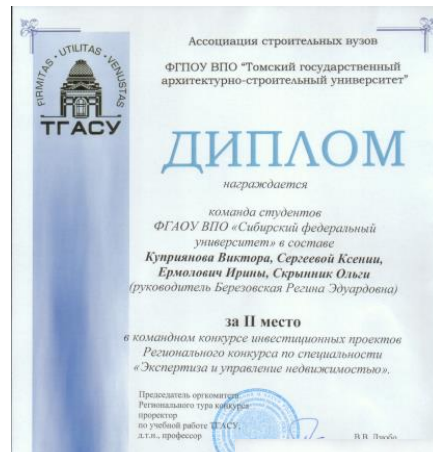 Ассоциация строительных вузов
ФГПОУ ВПО "Томский государственный
архитектурно-строительный университет"
FIRMITAS · UTILITAS · VENUSTAS
ТГАСУ
ДИПЛОМ
награждается
команда студентов
ФГАОУ ВПО «Сибирский федеральный
университет» в составе
Куприянова Виктора, Сергеевой Ксении,
Ермолович Ирины, Скрынник Ольги
(руководитель Березовская Регина Эдуардовна)
за II место
в командном конкурсе инвестиционных проектов
Регионального конкурса по специальности
«Экспертиза и управление недвижимостью».
Председатель оргкомитета
Регионального тура конкурса
проректор
по учебной работе ТГАСУ,
д.т.н., профессор
В.В.